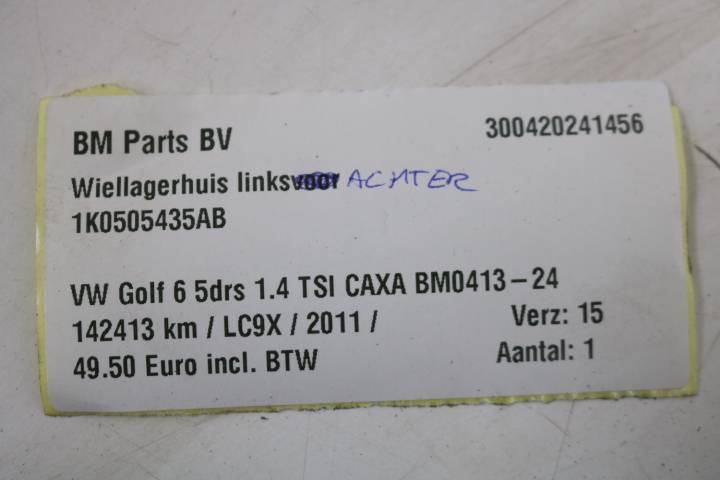 BM Parts BV 300420241456
Wiellagerhuis linksvoor ACHTER
1K0505435AB
VW Golf 6 5drs 1.4 TSI CAXA BM0413-24
142413 km / LC9X / 2011 / Verz: 15
49.50 Euro incl. BTW Aantal: 1